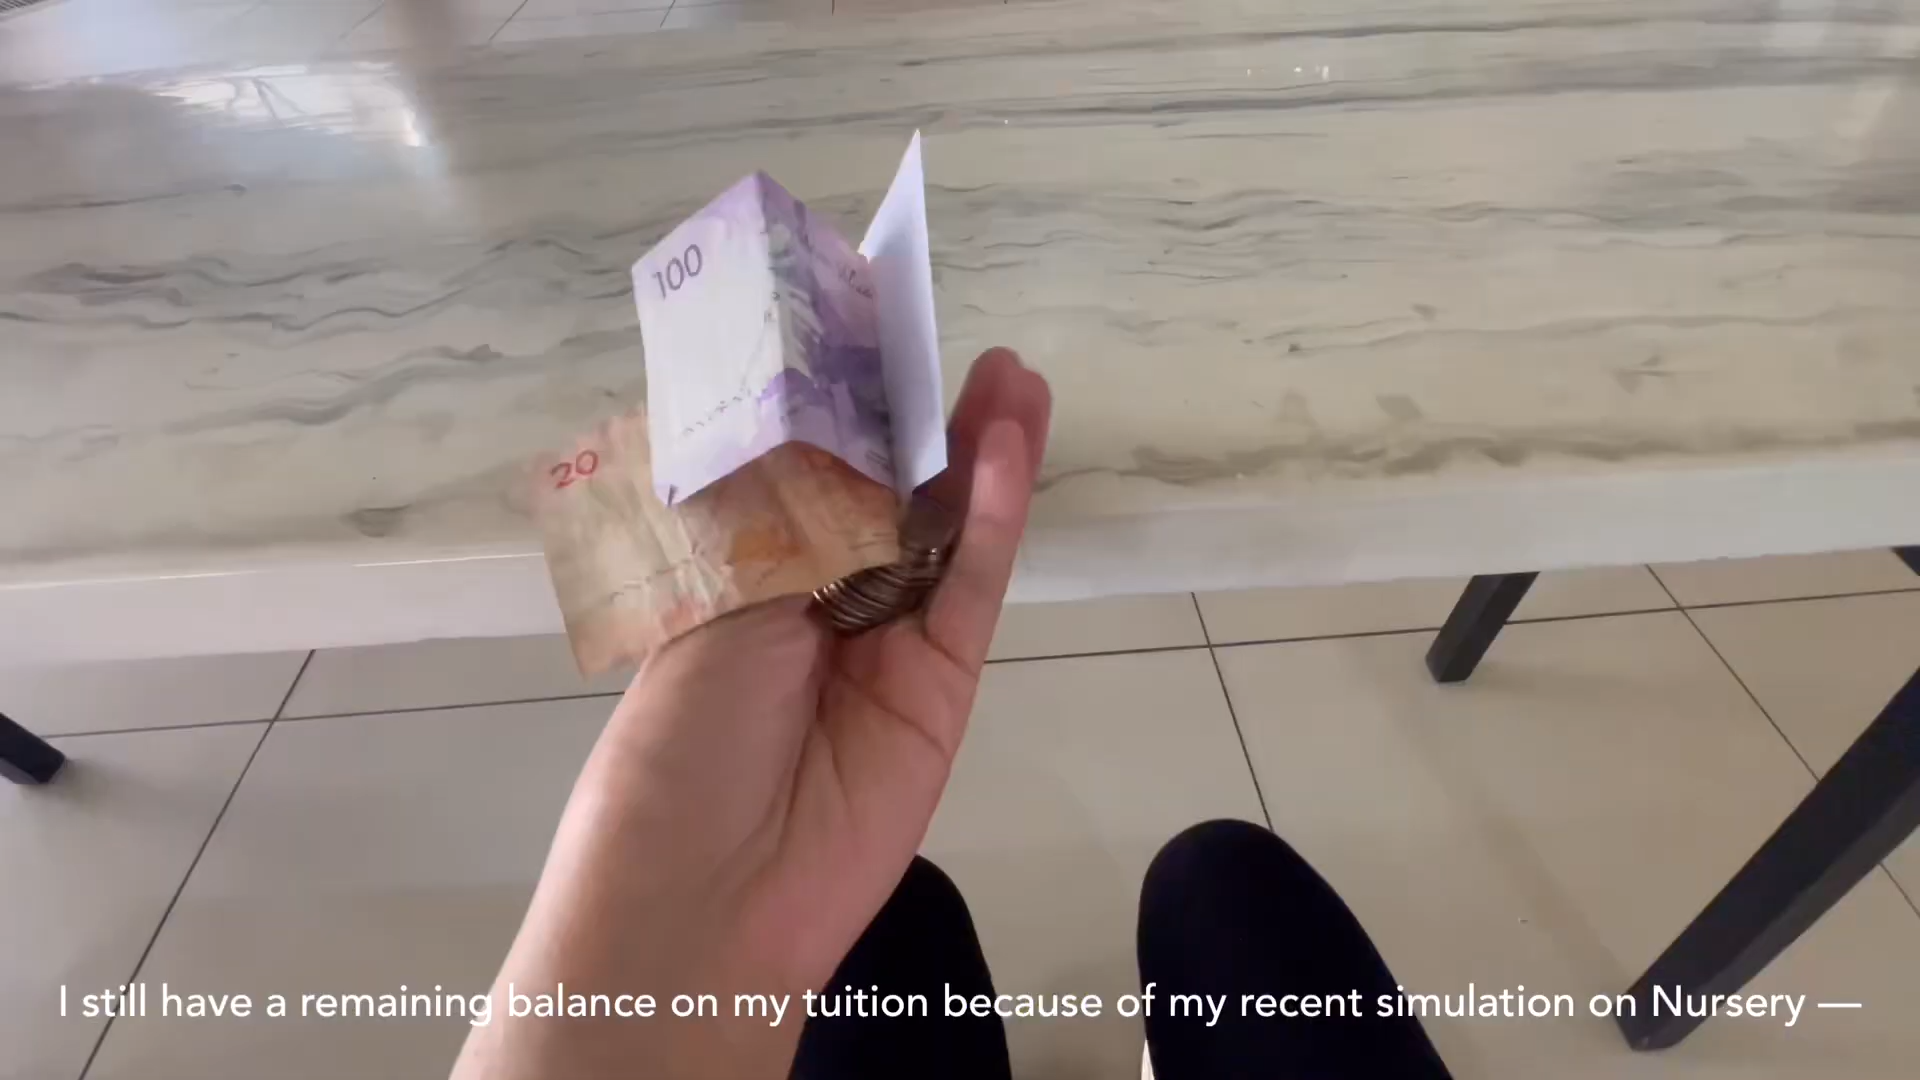 100
20
I still have a remaining balance on my tuition because of my recent simulation on Nursery —